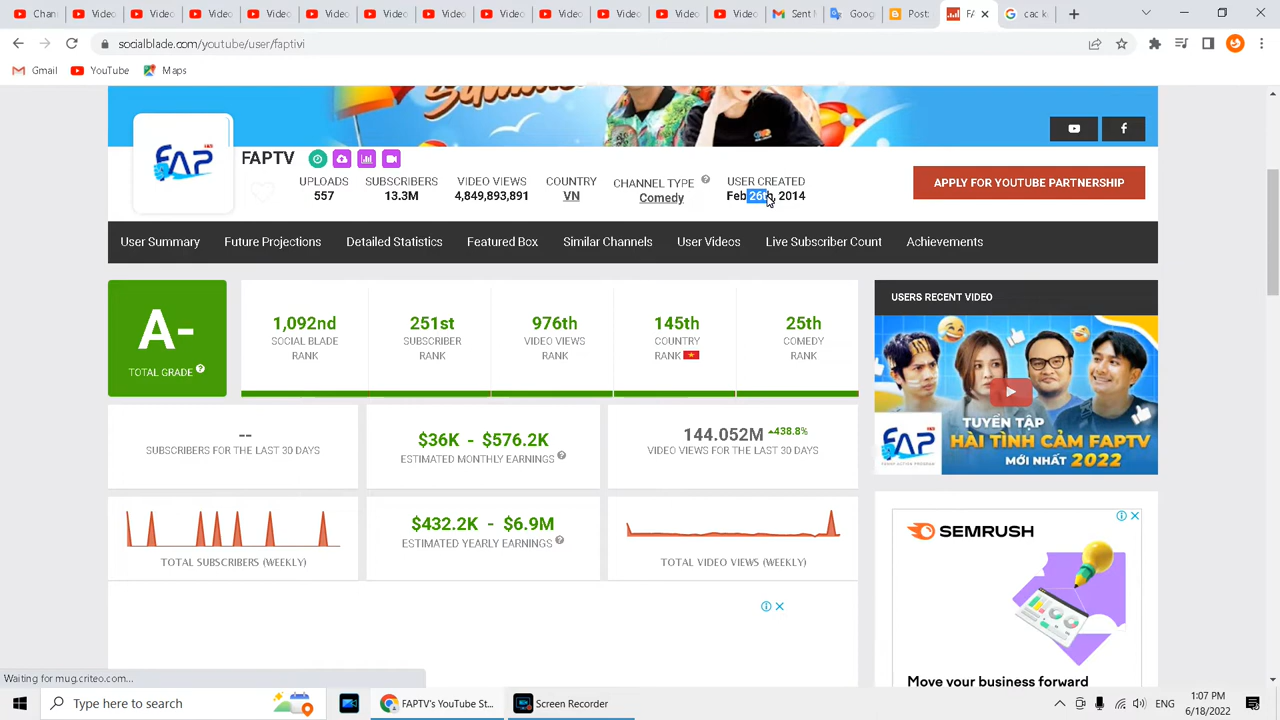 Chan
Video
Video
Video
Video
Video
Video
Video
Video
Video
Video
Video
Video
Sent M
Goog
Post:
FA
cac k
socialblade.com/youtube/user/faptivi
Gmail
YouTube
Maps
FAP
FAPTV
UPLOADS
557
SUBSCRIBERS
13.3M
VIDEO VIEWS
4,849,893,891
COUNTRY
VN
CHANNEL TYPE
Comedy
USER CREATED
Feb 26th, 2014
APPLY FOR YOUTUBE PARTNERSHIP
User Summary
Future Projections
Detailed Statistics
Featured Box
Similar Channels
User Videos
Live Subscriber Count
Achievements
A-
TOTAL GRADE
1,092nd
SOCIAL BLADE
RANK
251st
SUBSCRIBER
RANK
976th
VIDEO VIEWS
RANK
145th
COUNTRY
RANK
25th
COMEDY
RANK
USERS RECENT VIDEO
FAP
TUYỂN TẬP
HÀI TÌNH CẢM FAPTV
MỚI NHẤT 2022
--
SUBSCRIBERS FOR THE LAST 30 DAYS
$36K - $576.2K
ESTIMATED MONTHLY EARNINGS
144.052M 438.8%
VIDEO VIEWS FOR THE LAST 30 DAYS
TOTAL SUBSCRIBERS (WEEKLY)
$432.2K - $6.9M
ESTIMATED YEARLY EARNINGS
TOTAL VIDEO VIEWS (WEEKLY)
SEMRUSH
Move your business forward
Waiting for mug.criteo.com...
Type here to search
FAPTV's YouTube St...
Screen Recorder
ENG
1:07 PM
6/18/2022